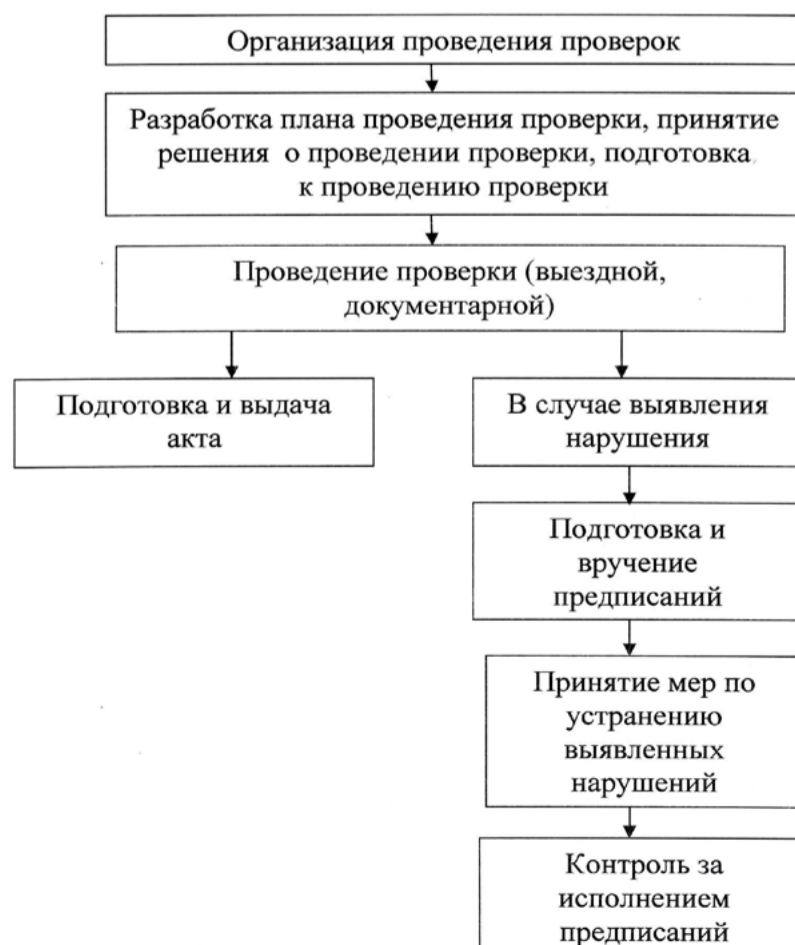 Организация проведения проверок
Разработка плана проведения проверки, принятие
решения о проведении проверки, подготовка
к проведению проверки
Проведение проверки (выездной,
документарной)
Подготовка и выдача
акта
В случае выявления
нарушения
Подготовка и
вручение
предписаний
Принятие мер по
устранению
выявленных
нарушений
Контроль за
исполнением
предписаний